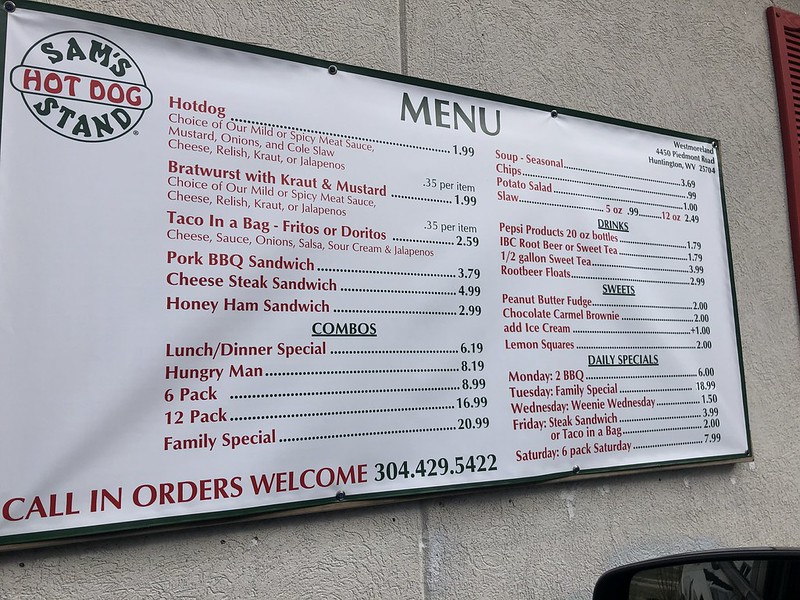 SAM'S
HOT DOG
STAND®
MENU
Hotdog 1.99
Choice of Our Mild or Spicy Meat Sauce,
Mustard, Onions, and Cole Slaw
Cheese, Relish, Kraut, or Jalapenos .35 per item
Bratwurst with Kraut & Mustard 1.99
Choice of Our Mild or Spicy Meat Sauce,
Cheese, Relish, Kraut, or Jalapenos .35 per item
Taco In a Bag - Fritos or Doritos 2.59
Cheese, Sauce, Onions, Salsa, Sour Cream & Jalapenos
Pork BBQ Sandwich 3.79
Cheese Steak Sandwich 4.99
Honey Ham Sandwich 2.99
COMBOS
Lunch/Dinner Special 6.19
Hungry Man 8.19
6 Pack 8.99
12 Pack 16.99
Family Special 20.99
CALL IN ORDERS WELCOME 304.429.5422
Westmoreland
4450 Piedmont Road
Huntington, WV 25704
Soup - Seasonal 3.69
Chips .99
Potato Salad 1.00
Slaw 5 oz .99 12 oz 2.49
DRINKS
Pepsi Products 20 oz bottles 1.79
IBC Root Beer or Sweet Tea 1.79
1/2 gallon Sweet Tea 3.99
Rootbeer Floats 2.99
SWEETS
Peanut Butter Fudge 2.00
Chocolate Carmel Brownie 2.00
add Ice Cream +1.00
Lemon Squares 2.00
DAILY SPECIALS
Monday: 2 BBQ 6.00
Tuesday: Family Special 18.99
Wednesday: Weenie Wednesday 1.50
Friday: Steak Sandwich 3.99
or Taco in a Bag 2.00
Saturday: 6 pack Saturday 7.99